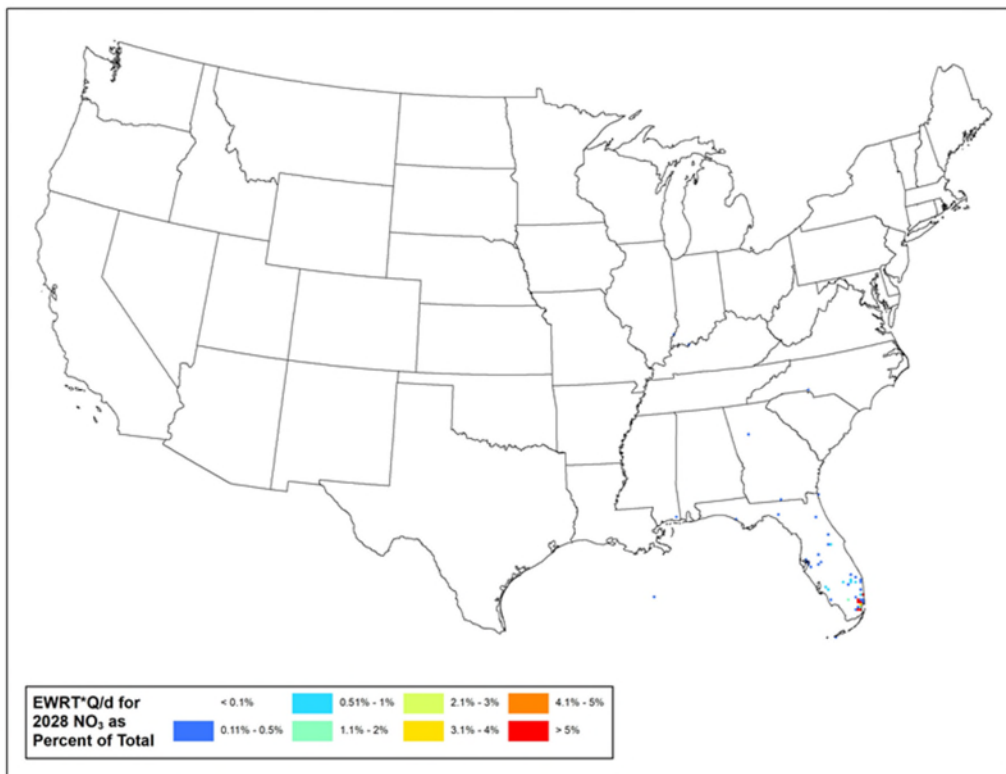 EWRT*Q/d for
2028 NO₃ as
Percent of Total
< 0.1%
0.11% - 0.5%
0.51% - 1%
1.1% - 2%
2.1% - 3%
3.1% - 4%
4.1% - 5%
> 5%